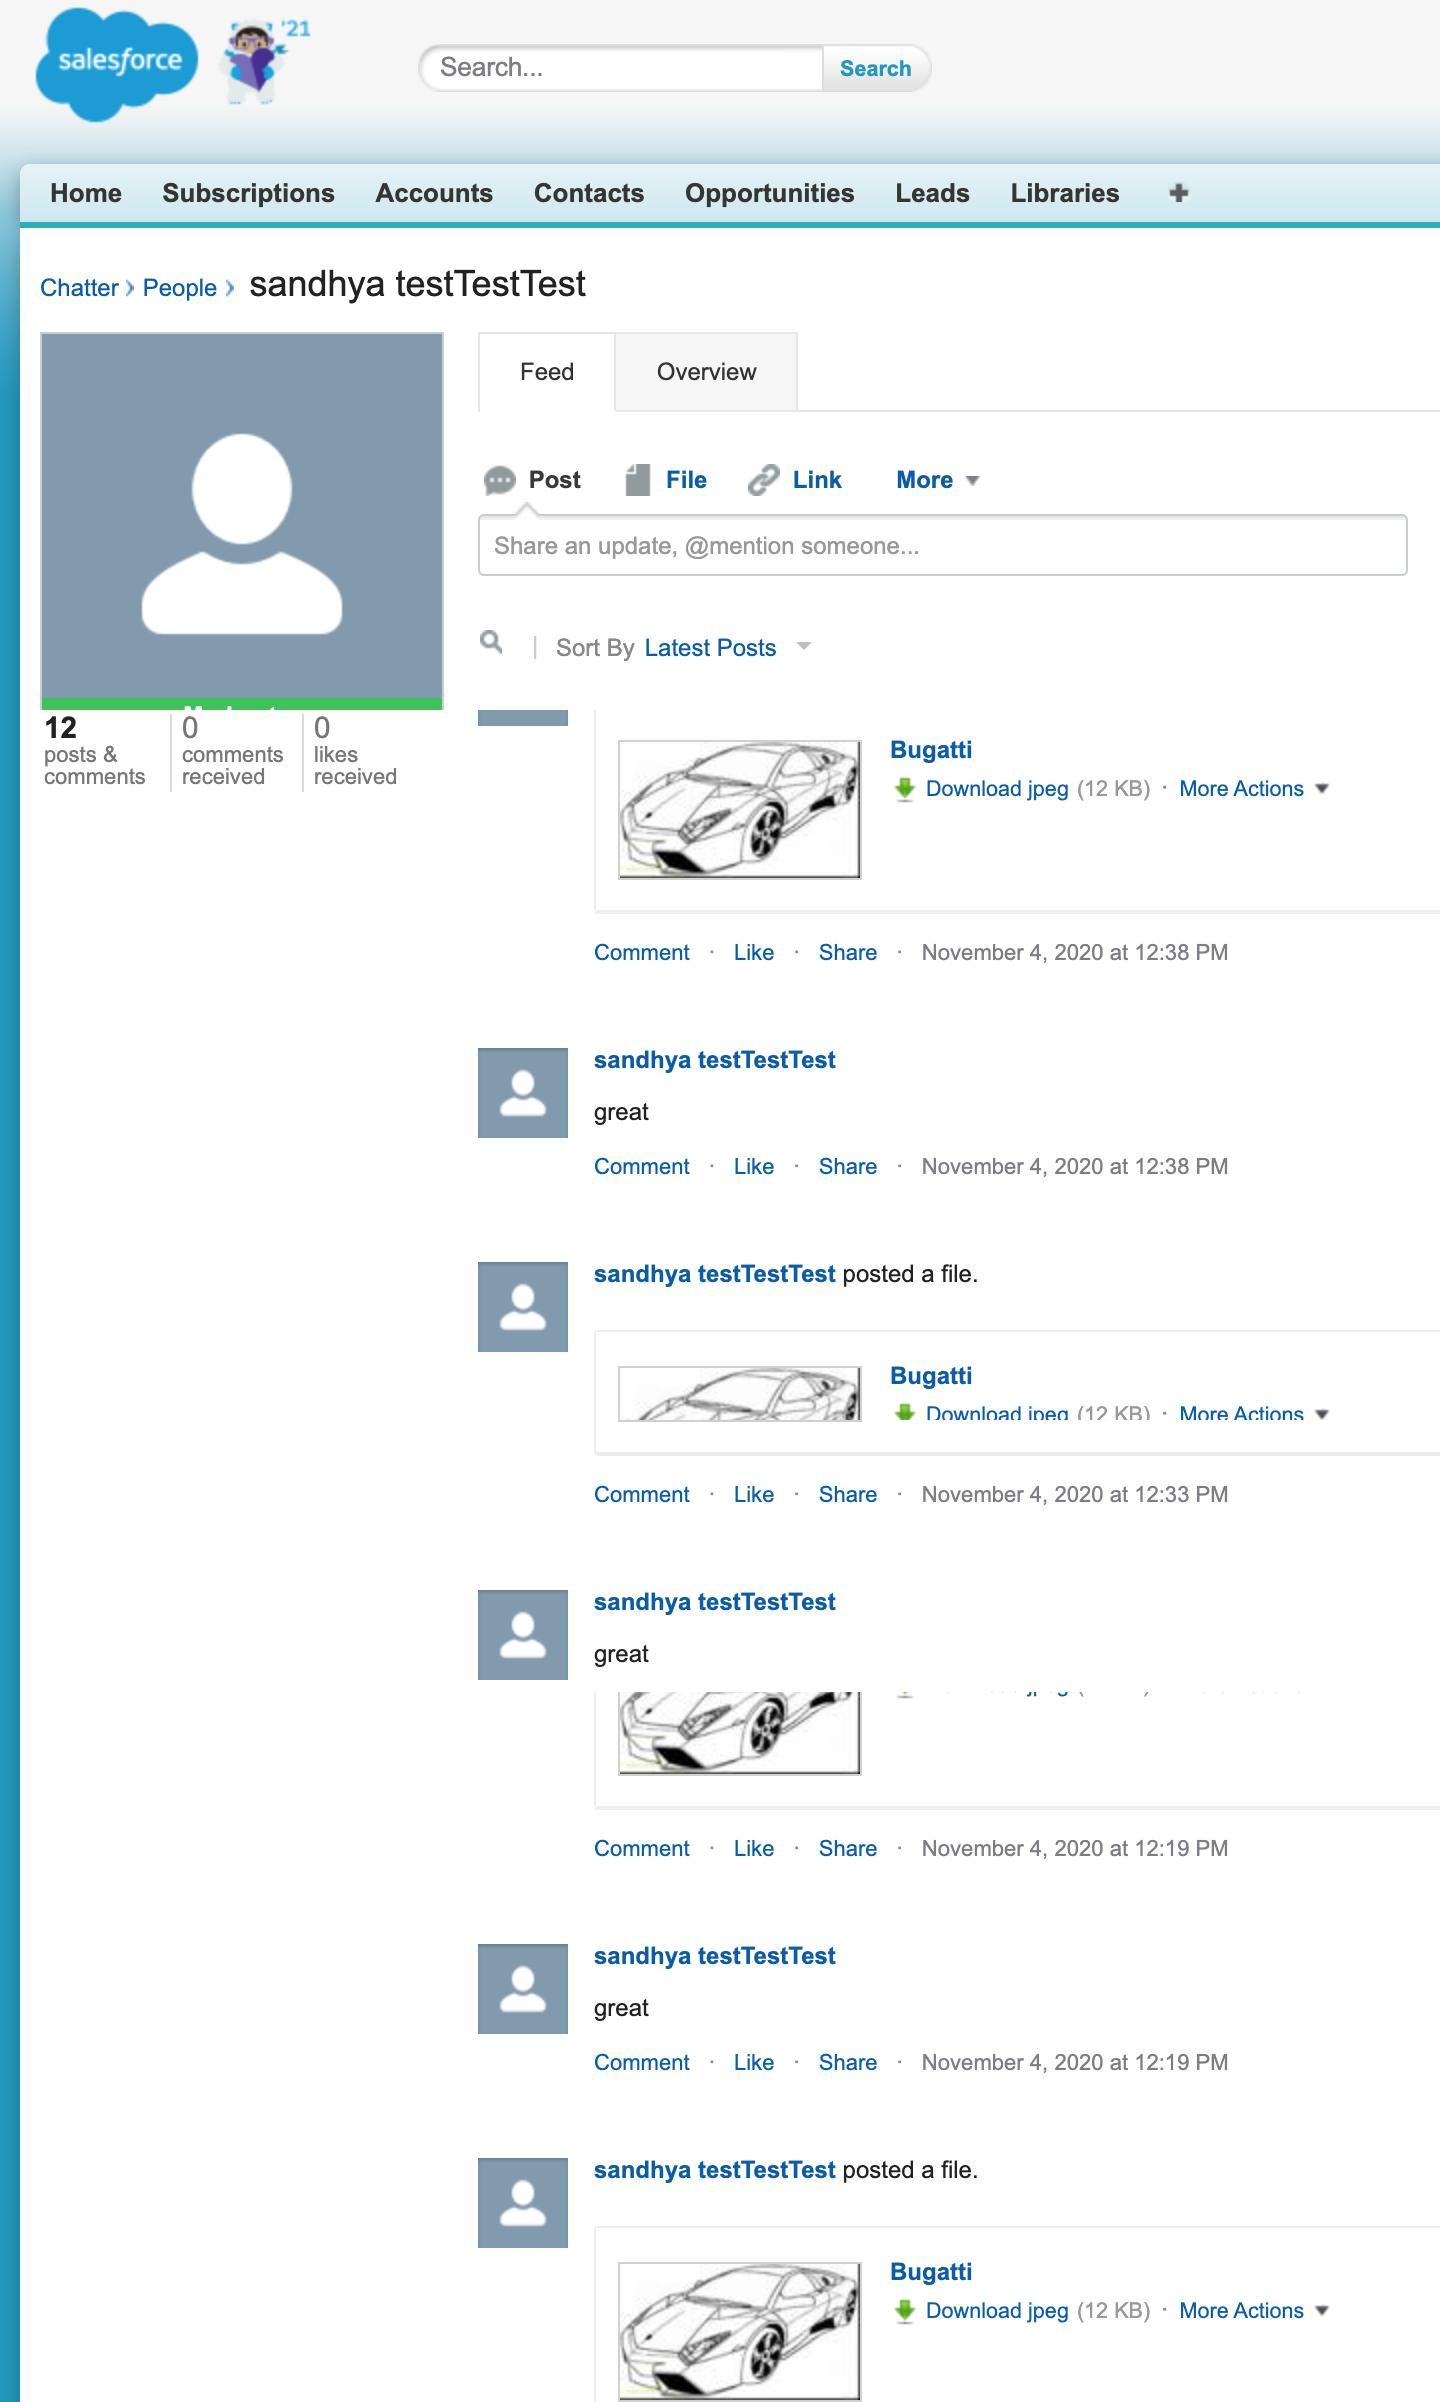 salesforce
'21
Search...
Search
Home Subscriptions Accounts Contacts Opportunities Leads Libraries
Chatter People sandhya testTestTest
Feed Overview
Post File Link More
Share an update, @mention someone...
| Sort By Latest Posts
12 posts & comments
0 comments received
0 likes received
Bugatti
Download jpeg (12 KB) · More Actions
Comment · Like · Share · November 4, 2020 at 12:38 PM
sandhya testTestTest
great
Comment · Like · Share · November 4, 2020 at 12:38 PM
sandhya testTestTest posted a file.
Bugatti
Download jpeg (12 KB) · More Actions
Comment · Like · Share · November 4, 2020 at 12:33 PM
sandhya testTestTest
great
Comment · Like · Share · November 4, 2020 at 12:19 PM
sandhya testTestTest
great
Comment · Like · Share · November 4, 2020 at 12:19 PM
sandhya testTestTest posted a file.
Bugatti
Download jpeg (12 KB) · More Actions